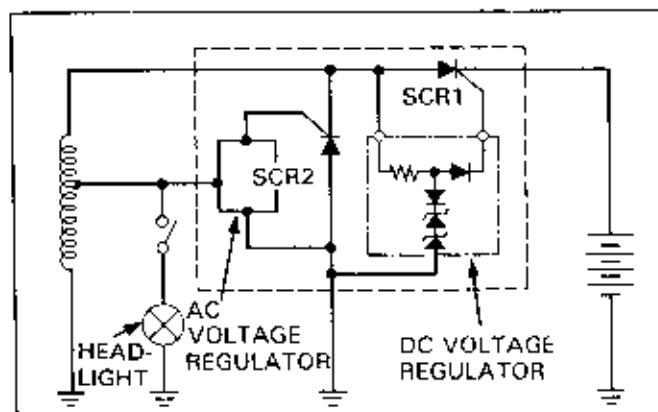 SCR1
SCR2
HEAD-
LIGHT
AC
VOLTAGE
REGULATOR
DC VOLTAGE
REGULATOR